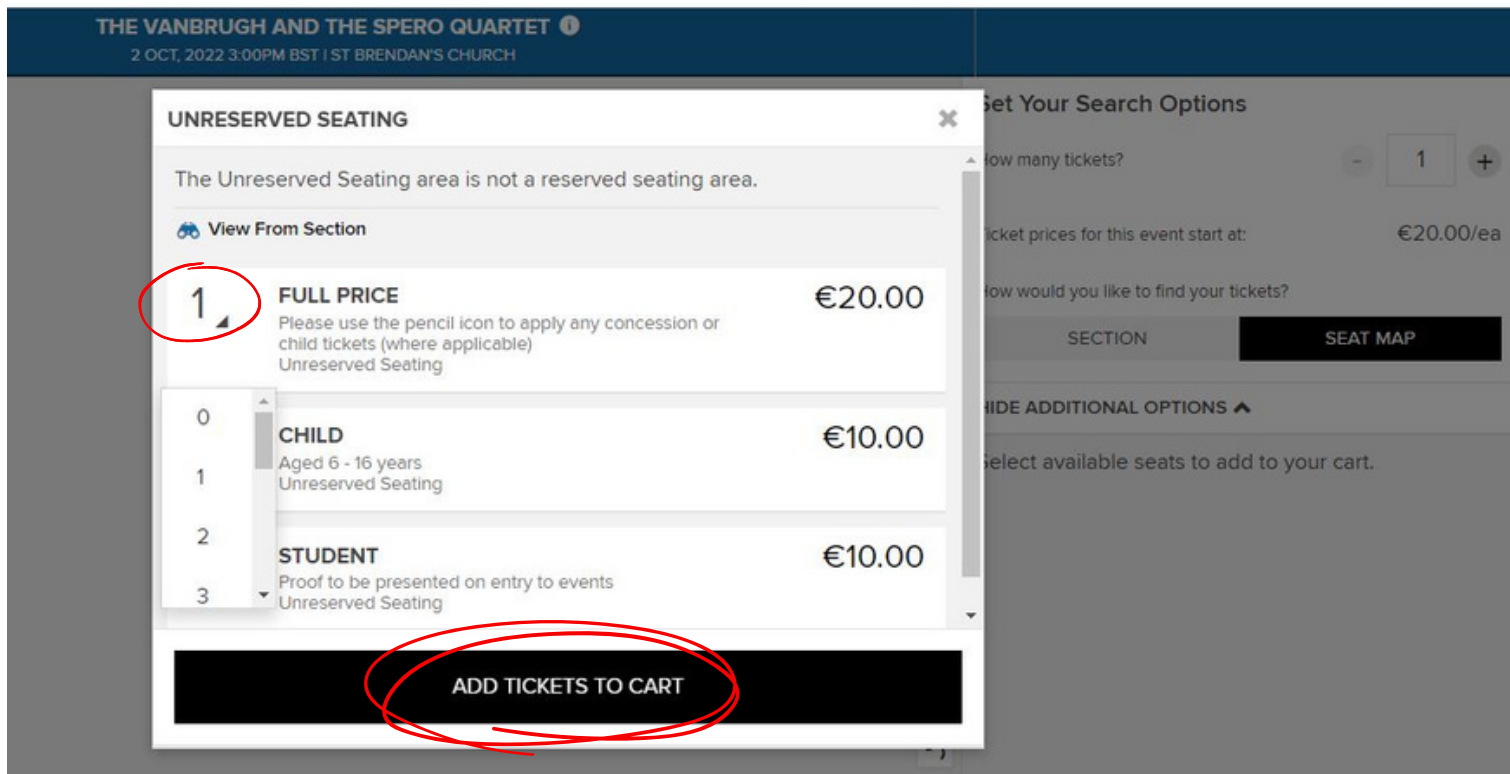 THE VANBRUGH AND THE SPERO QUARTET
2 OCT, 2022 3:00PM BST | ST BRENDAN'S CHURCH
UNRESERVED SEATING
The Unreserved Seating area is not a reserved seating area.
View From Section
1
FULL PRICE
€20.00
Please use the pencil icon to apply any concession or
child tickets (where applicable)
Unreserved Seating
0
1
2
3
CHILD
€10.00
Aged 6 - 16 years
Unreserved Seating
STUDENT
€10.00
Proof to be presented on entry to events
Unreserved Seating
ADD TICKETS TO CART
Set Your Search Options
How many tickets?
- 1 +
Ticket prices for this event start at:
€20.00/ea
How would you like to find your tickets?
SECTION
SEAT MAP
HIDE ADDITIONAL OPTIONS
Select available seats to add to your cart.